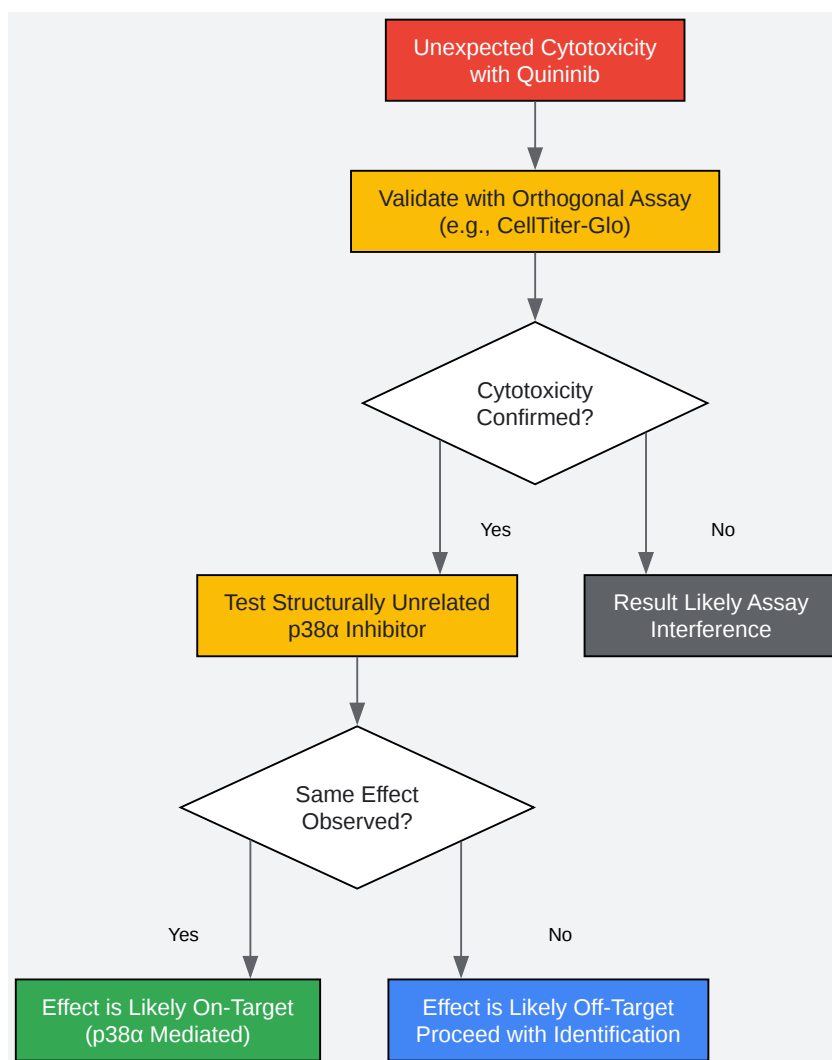 Unexpected Cytotoxicity
with Quininib
Validate with Orthogonal Assay
(e.g., CellTiter-Glo)
Cytotoxicity
Confirmed?
Yes
No
Test Structurally Unrelated
p38α Inhibitor
Result Likely Assay
Interference
Same Effect
Observed?
Yes
No
Effect is Likely On-Target
(p38α Mediated)
Effect is Likely Off-Target
Proceed with Identification